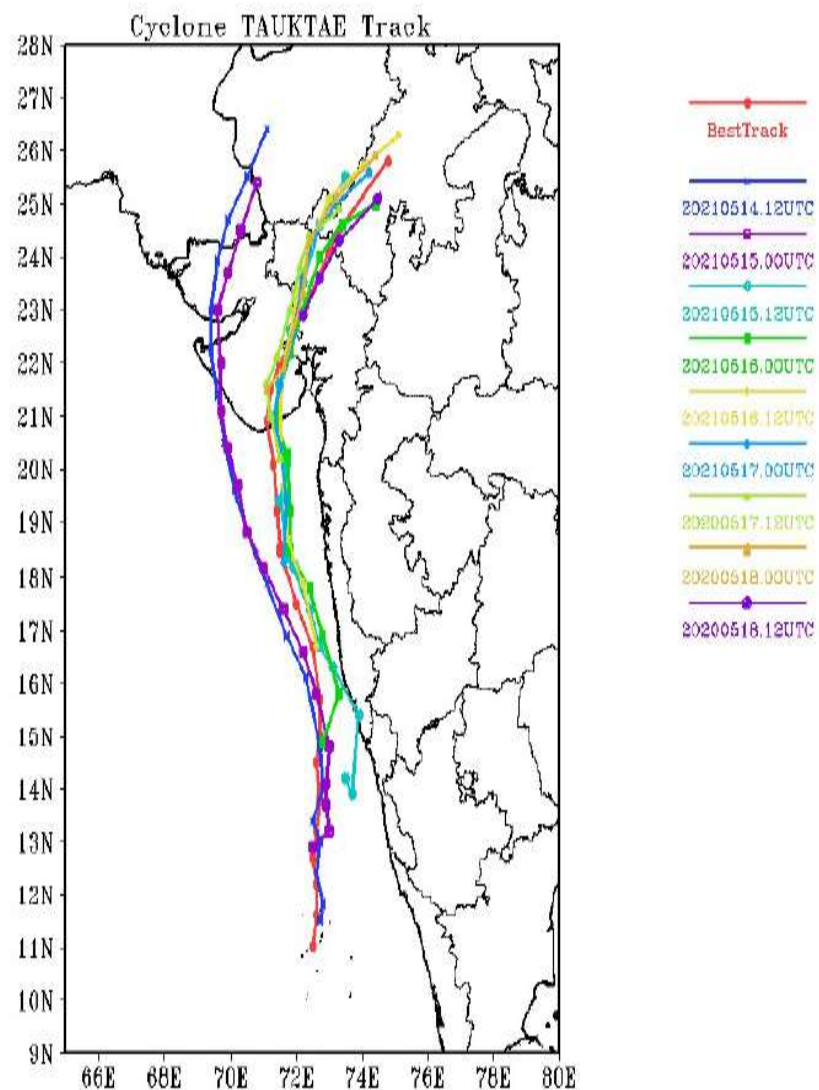 Cyclone TAUKTAE Track
28N
27N
26N
25N
24N
23N
22N
21N
20N
19N
18N
17N
16N
15N
14N
13N
12N
11N
10N
9N
66E 68E 70E 72E 74E 76E 78E 80E
BestTrack
20210514.12UTC
20210515.00UTC
20210515.12UTC
20210516.00UTC
20210516.12UTC
20210517.00UTC
20200517.12UTC
20200518.00UTC
20200518.12UTC